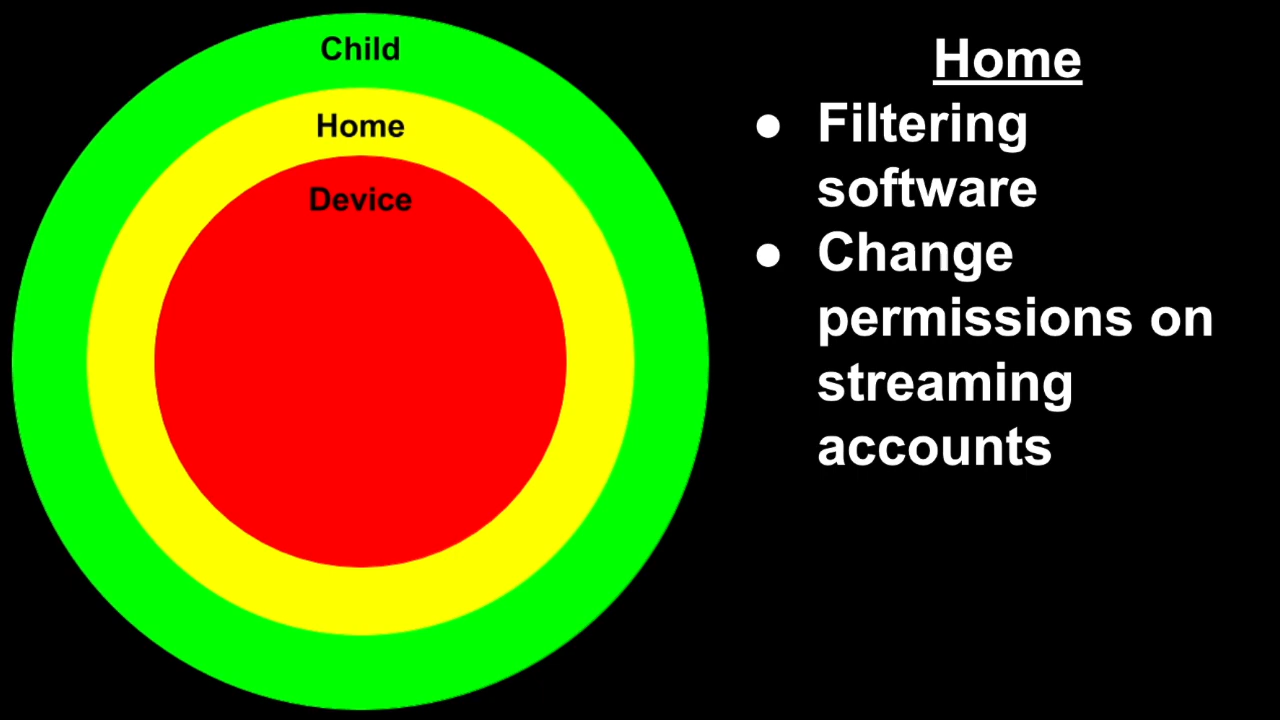 Child
Home
Device
Home
● Filtering
software
● Change
permissions on
streaming
accounts